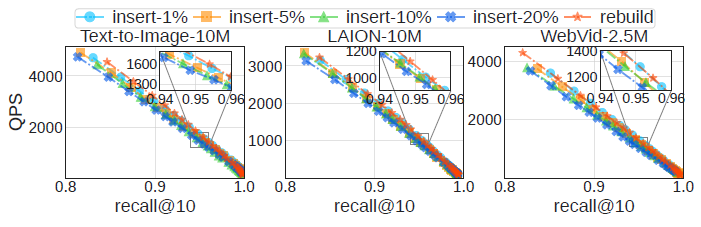 insert-1% insert-5% insert-10% insert-20% rebuild
Text-to-Image-10M LAION-10M WebVid-2.5M
QPS
4000
2000
1600
1300
0.94 0.95 0.96
0.8 0.9 1.0
recall@10
3000
2000
1000
1200
1000
0.94 0.95 0.96
0.8 0.9 1.0
recall@10
4000
2000
1400
1200
0.94 0.95 0.96
0.8 0.9 1.0
recall@10